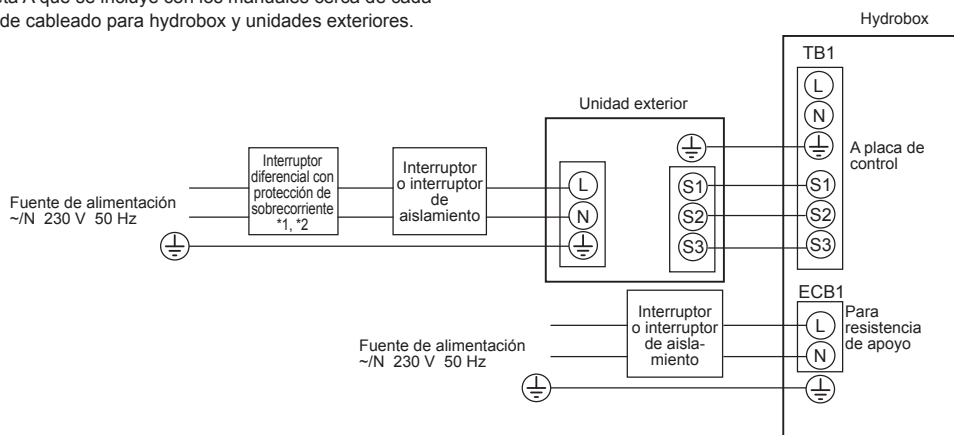 que se incluye con los manuales cerca de cada
de cableado para hydrobox y unidades exteriores.
Hydrobox
TB1
L
N
A placa de
control
S1
S2
S3
Unidad exterior
L
N
S1
S2
S3
Interruptor
diferencial con
protección de
sobrecorriente
*1, *2
Interruptor
o interruptor
de
aislamiento
Fuente de alimentación
~/N 230 V 50 Hz
ECB1
L
N
Para
resistencia
de apoyo
Interruptor
o interruptor
de aisla-
miento
Fuente de alimentación
~/N 230 V 50 Hz